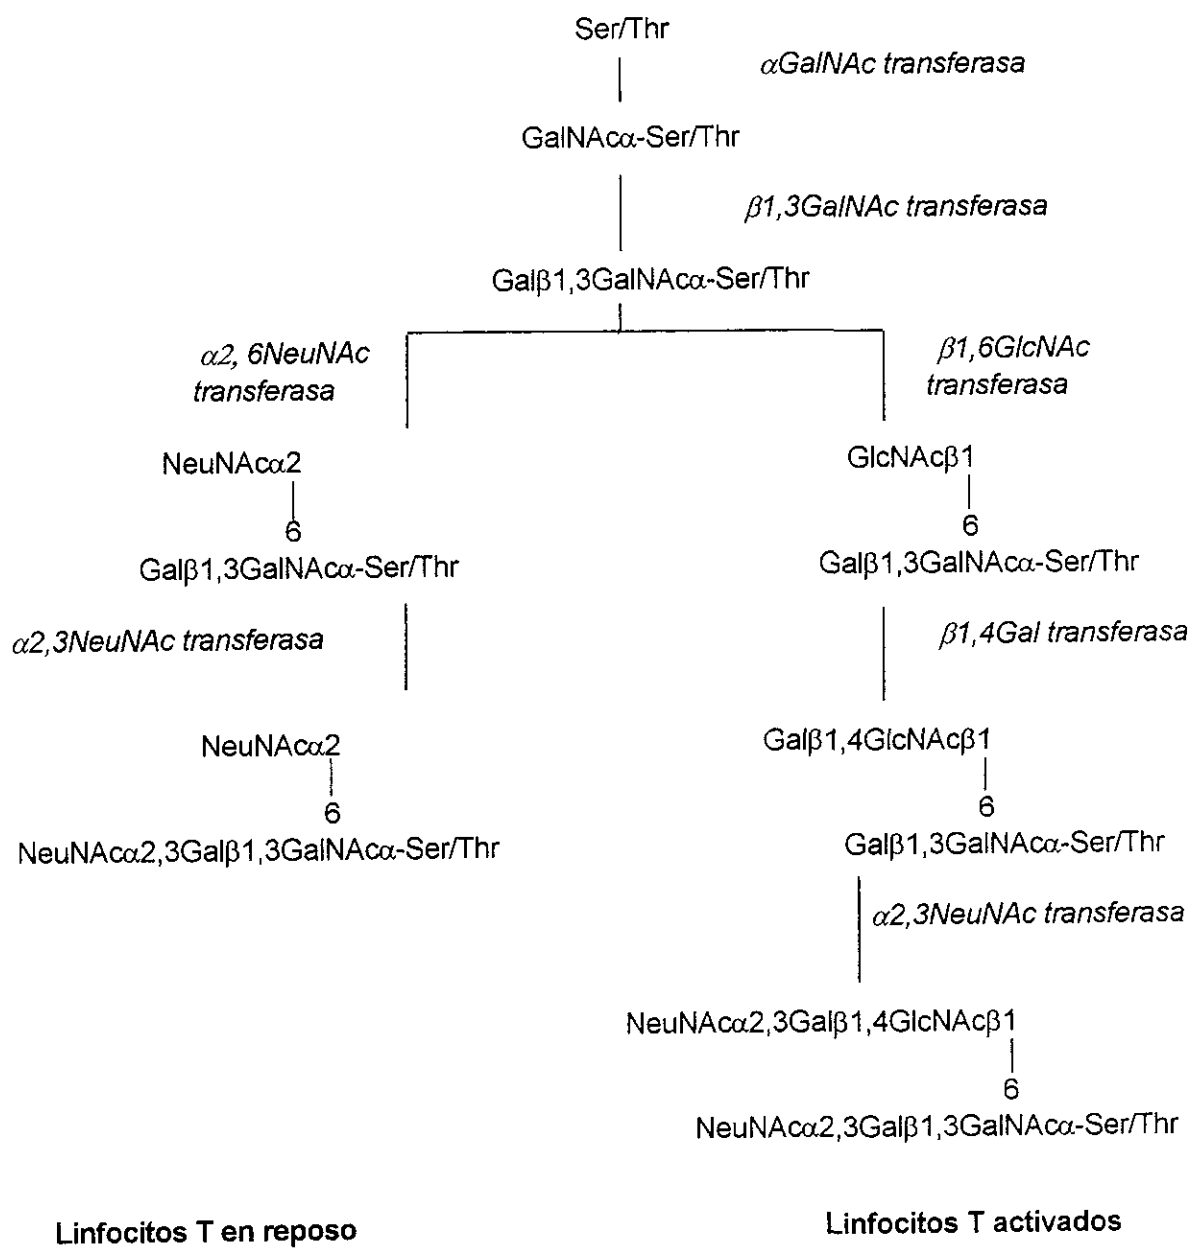 Ser/Thr
αGalNAc transferasa
GalNAcα-Ser/Thr
β1,3GalNAc transferasa
Galβ1,3GalNAcα-Ser/Thr
α2, 6NeuNAc
transferasa
β1,6GlcNAc
transferasa
NeuNAcα2
6
Galβ1,3GalNAcα-Ser/Thr
GlcNAcβ1
6
Galβ1,3GalNAcα-Ser/Thr
α2,3NeuNAc transferasa
β1,4Gal transferasa
NeuNAcα2
6
NeuNAcα2,3Galβ1,3GalNAcα-Ser/Thr
Galβ1,4GlcNAcβ1
6
Galβ1,3GalNAcα-Ser/Thr
α2,3NeuNAc transferasa
NeuNAcα2,3Galβ1,4GlcNAcβ1
6
NeuNAcα2,3Galβ1,3GalNAcα-Ser/Thr
Linfocitos T en reposo
Linfocitos T activados